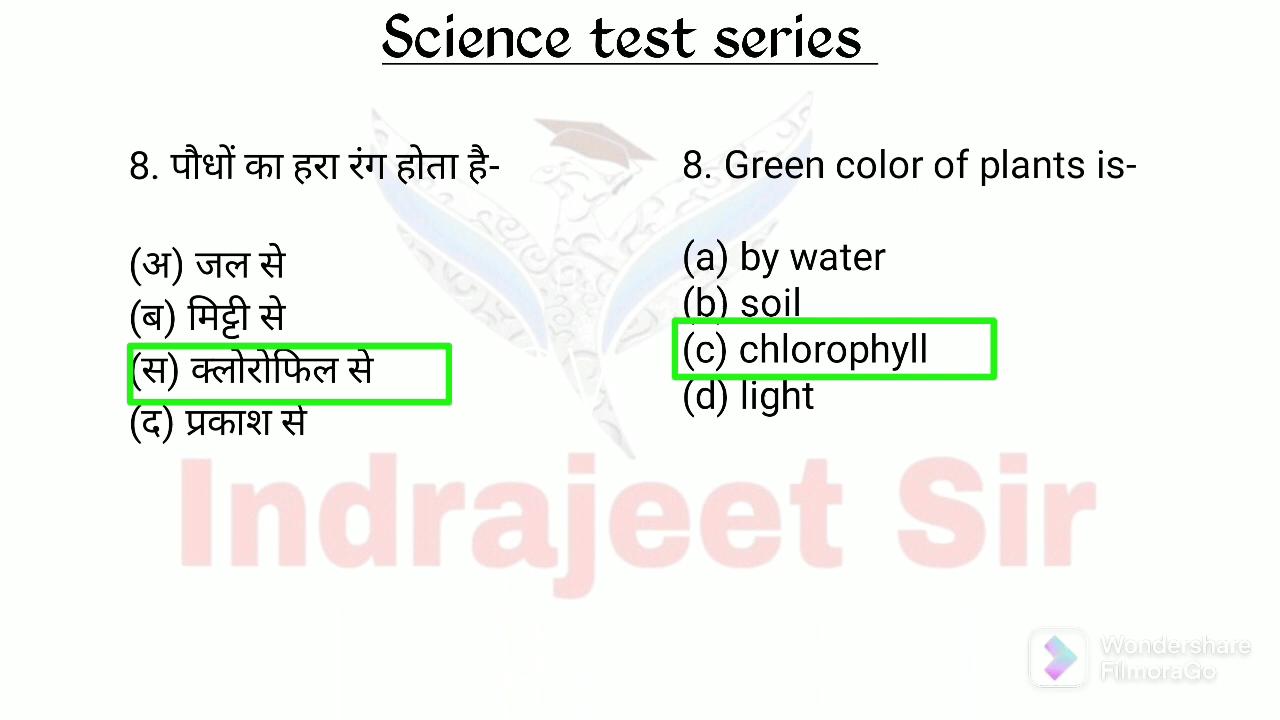 Science test series
8. पौधों का हरा रंग होता है-
(अ) जल से
(ब) मिट्टी से
(स) क्लोरोफिल से
(द) प्रकाश से
8. Green color of plants is-
(a) by water
(b) soil
(c) chlorophyll
(d) light
Indrajeet Sir
Wondershare
FilmoraGo